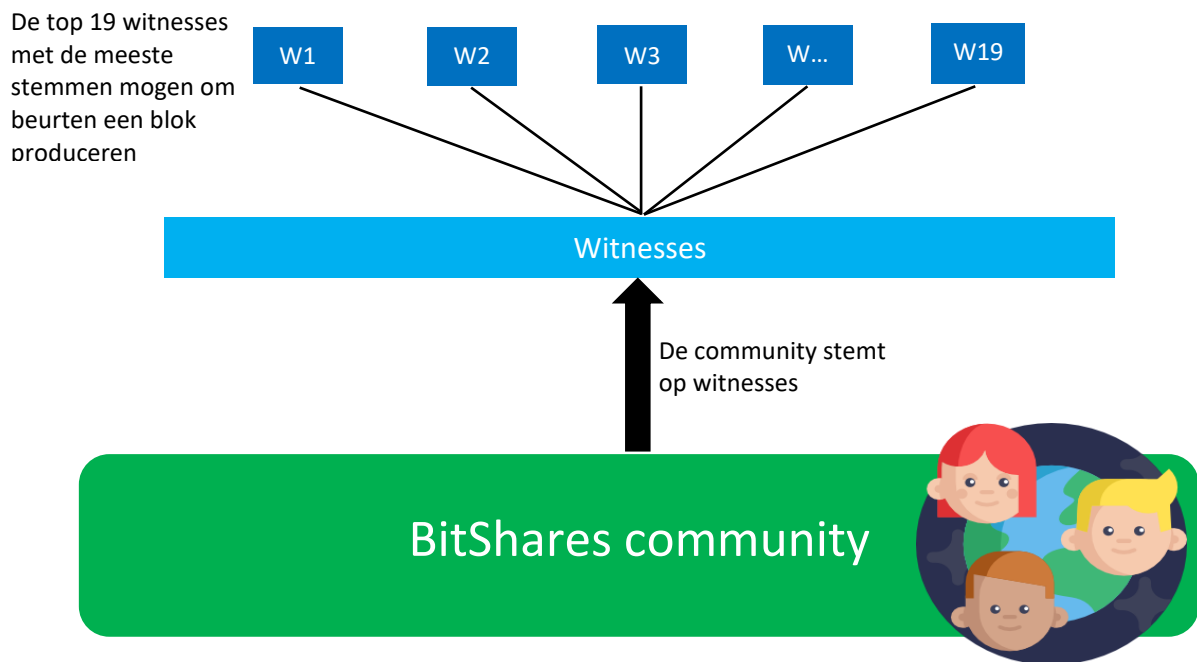 De top 19 witnesses
met de meeste
stemmen mogen om
beurten een blok
produceren
W1
W2
W3
W...
W19
Witnesses
De community stemt
op witnesses
BitShares community